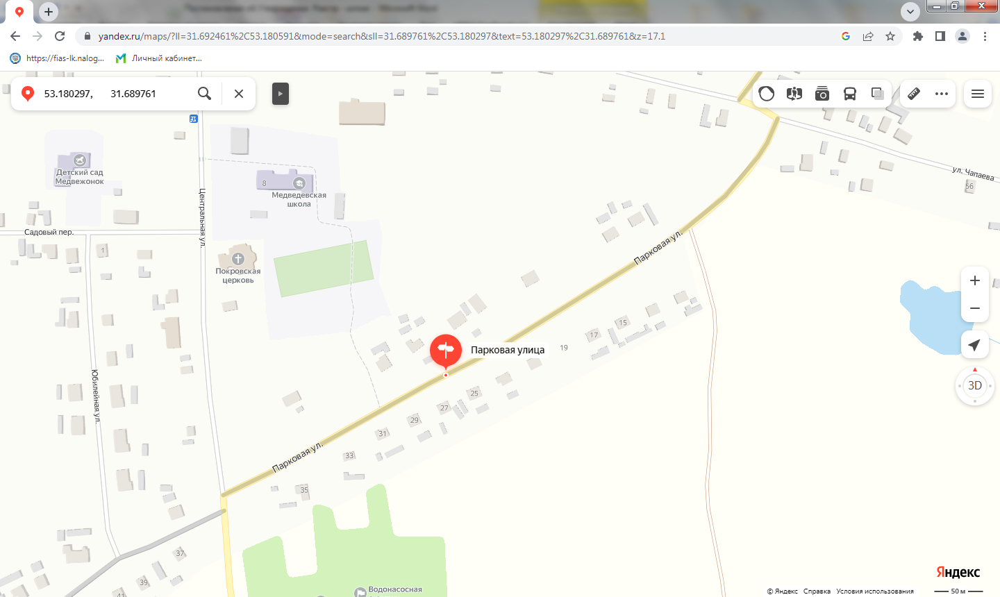 yandex.ru/maps/?ll=31.692461%2C53.180591&mode=search&sll=31.689761%2C53.180297&text=53.180297%2C31.689761&z=17.1
https://fias-lk.nalog...
Личный кабинет...
53.180297, 31.689761
Детский сад
Медвежонок
8
Медведевская
школа
ул. Чапаева
56
Центральная ул.
Садовый пер.
1
Парковая ул.
Покровская
церковь
15
17
19
Парковая улица
Юбилейная ул.
25
27
29
31
33
3D
Парковая ул.
35
37
39
41
Водонасосная
Яндекс
© Яндекс Справка Условия использования
50 м